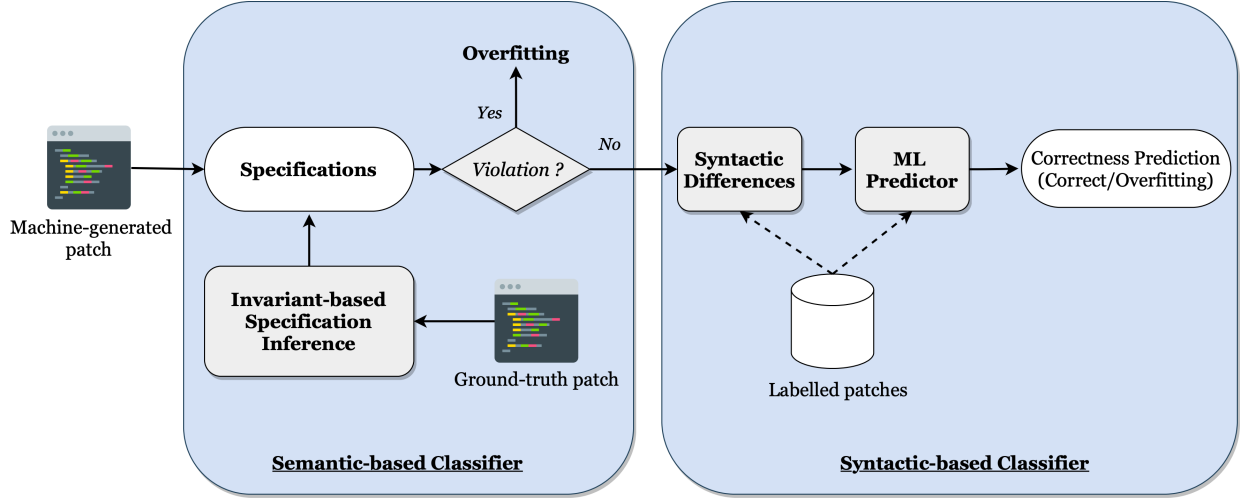 Machine-generated
patch
Specifications
Overfitting
Yes
Violation ?
No
Invariant-based
Specification
Inference
Ground-truth patch
Semantic-based Classifier
Syntactic
Differences
ML
Predictor
Correctness Prediction
(Correct/Overfitting)
Labelled patches
Syntactic-based Classifier